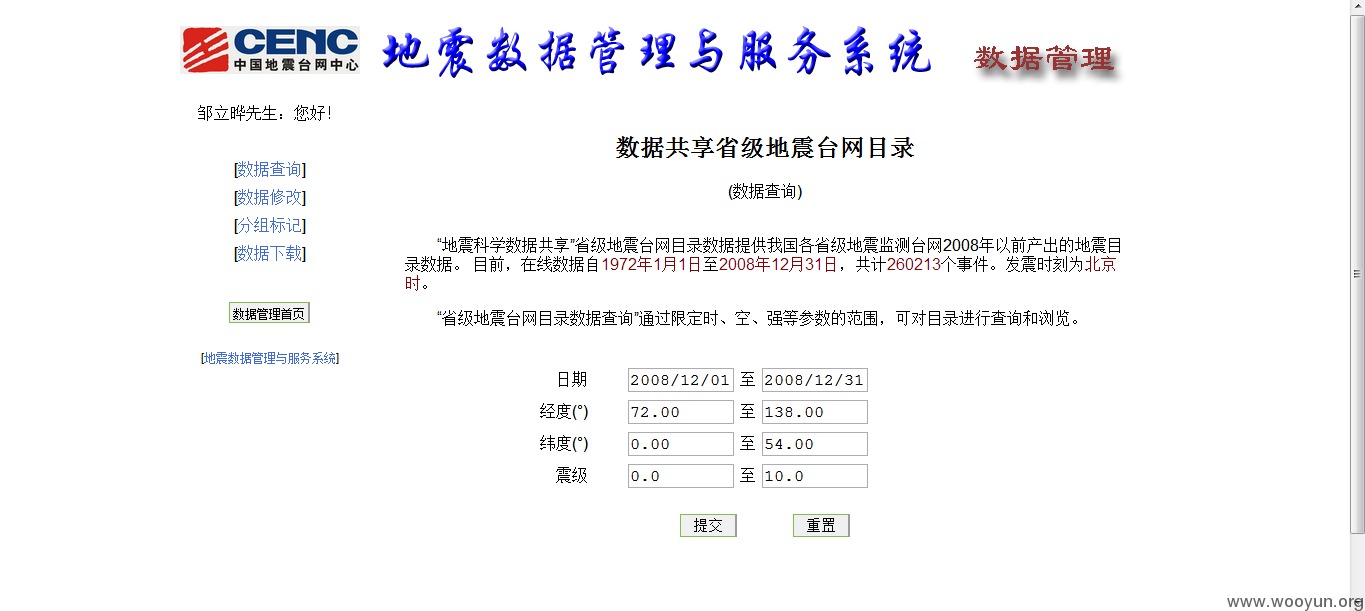 CENC
中国地震台网中心
地震数据管理与服务系统
数据管理
邹立晔先生：您好！
[数据查询]
[数据修改]
[分组标记]
[数据下载]
数据管理首页
[地震数据管理与服务系统]
数据共享省级地震台网目录
(数据查询)
“地震科学数据共享”省级地震台网目录数据提供我国各省级地震监测台网2008年以前产出的地震目
录数据。目前，在线数据自1972年1月1日至2008年12月31日，共计260213个事件。发震时刻为北京
时。
“省级地震台网目录数据查询”通过限定时、空、强等参数的范围，可对目录进行查询和浏览。
日期 2008/12/01 至 2008/12/31
经度(°) 72.00 至 138.00
纬度(°) 0.00 至 54.00
震级 0.0 至 10.0
提交 重置
www.wooyun.org